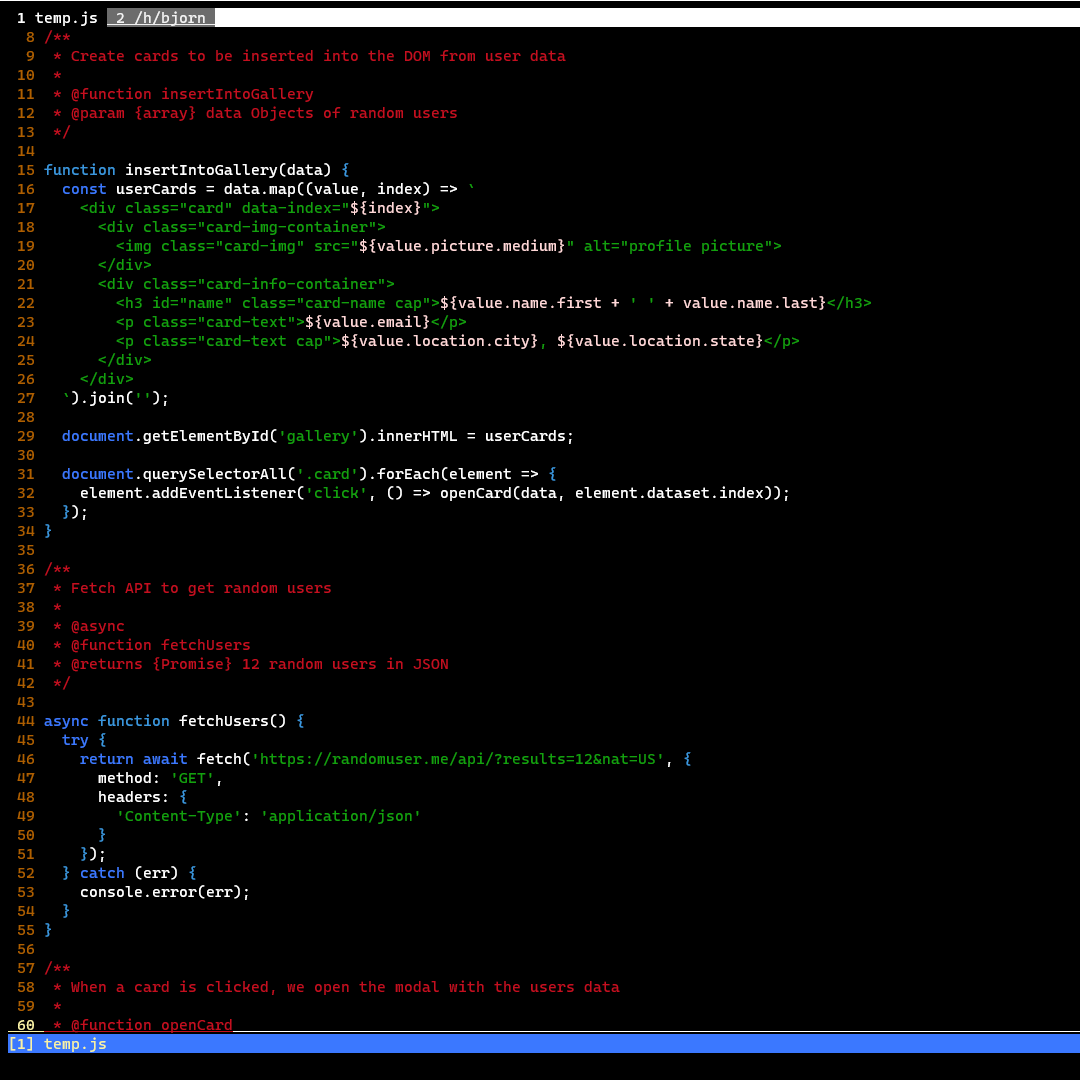 1 temp.js  2 /h/bjorn
  8 /**
  9  * Create cards to be inserted into the DOM from user data
 10  *
 11  * @function insertIntoGallery
 12  * @param {array} data Objects of random users
 13  */
 14
 15 function insertIntoGallery(data) {
 16   const userCards = data.map((value, index) => `
 17     <div class="card" data-index="${index}">
 18       <div class="card-img-container">
 19         <img class="card-img" src="${value.picture.medium}" alt="profile picture">
 20       </div>
 21       <div class="card-info-container">
 22         <h3 id="name" class="card-name cap">${value.name.first + ' ' + value.name.last}</h3>
 23         <p class="card-text">${value.email}</p>
 24         <p class="card-text cap">${value.location.city}, ${value.location.state}</p>
 25       </div>
 26     </div>
 27   `).join('');
 28
 29   document.getElementById('gallery').innerHTML = userCards;
 30
 31   document.querySelectorAll('.card').forEach(element => {
 32     element.addEventListener('click', () => openCard(data, element.dataset.index));
 33   });
 34 }
 35
 36 /**
 37  * Fetch API to get random users
 38  *
 39  * @async
 40  * @function fetchUsers
 41  * @returns {Promise} 12 random users in JSON
 42  */
 43
 44 async function fetchUsers() {
 45   try {
 46     return await fetch('https://randomuser.me/api/?results=12&nat=US', {
 47       method: 'GET',
 48       headers: {
 49         'Content-Type': 'application/json'
 50       }
 51     });
 52   } catch (err) {
 53     console.error(err);
 54   }
 55 }
 56
 57 /**
 58  * When a card is clicked, we open the modal with the users data
 59  *
 60  * @function openCard
[1] temp.js